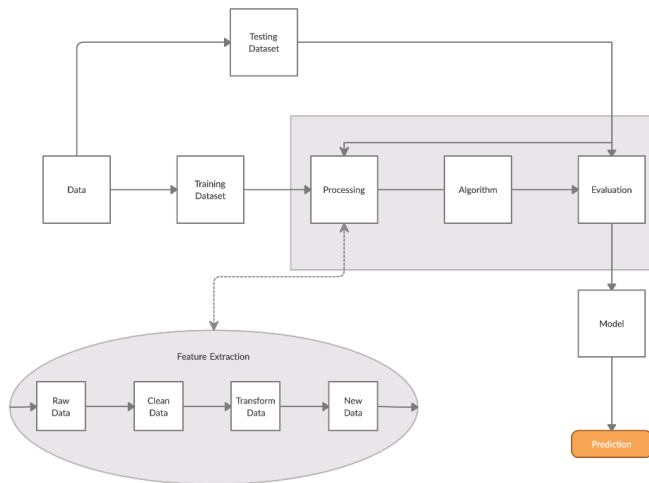 Testing
Dataset
Data
Training
Dataset
Processing
Algorithm
Evaluation
Model
Feature Extraction
Raw
Data
Clean
Data
Transform
Data
New
Data
Prediction